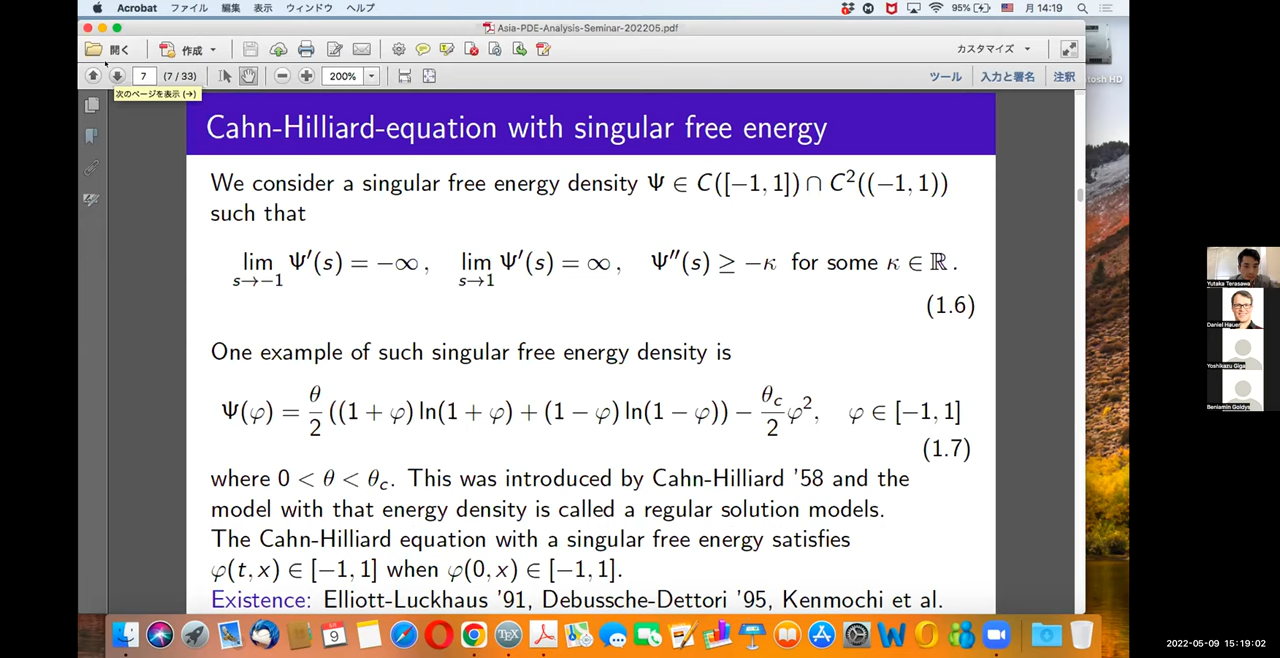 Acrobat ファイル 編集 表示 ウィンドウ ヘルプ 95% 月 14:19
Asia-PDE-Analysis-Seminar-202205.pdf
開く 作成 カスタマイズ
7 (7 / 33) 200% ツール 入力と署名 注釈
次のページを表示 (→)
Cahn-Hilliard-equation with singular free energy
We consider a singular free energy density Ψ ∈ C([−1, 1]) ∩ C²((−1, 1))
such that
lim_{s→−1} Ψ′(s) = −∞ , lim_{s→1} Ψ′(s) = ∞ , Ψ″(s) ≥ −κ for some κ ∈ ℝ .
(1.6)
One example of such singular free energy density is
Ψ(φ) = θ/2 ((1 + φ) ln(1 + φ) + (1 − φ) ln(1 − φ)) − θ_c/2 φ², φ ∈ [−1, 1]
(1.7)
where 0 < θ < θ_c. This was introduced by Cahn-Hilliard '58 and the
model with that energy density is called a regular solution models.
The Cahn-Hilliard equation with a singular free energy satisfies
φ(t, x) ∈ [−1, 1] when φ(0, x) ∈ [−1, 1].
Existence: Elliott-Luckhaus '91, Debussche-Dettori '95, Kenmochi et al.
Yutaka Terasawa
Daniel Hauer
Yoshikazu Giga
Beniamin Goldys
9
TEX
2022-05-09 15:19:02